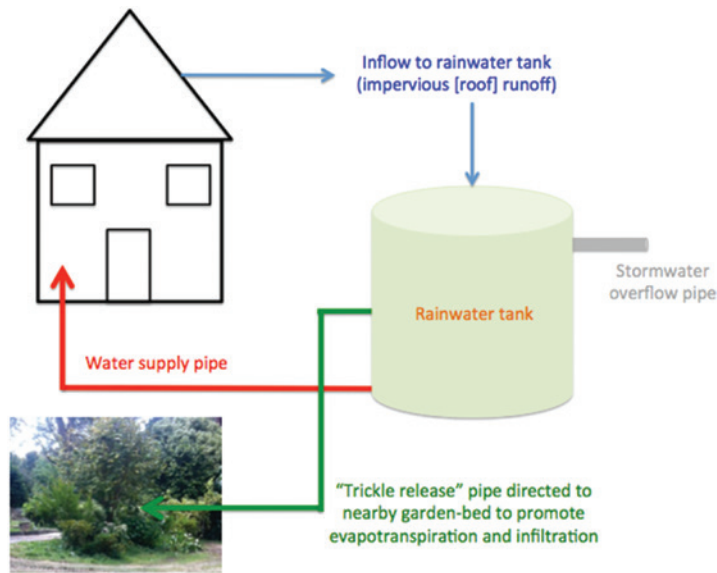 Inflow to rainwater tank
(impervious [roof] runoff)
Stormwater
overflow pipe
Rainwater tank
Water supply pipe
“Trickle release” pipe directed to
nearby garden-bed to promote
evapotranspiration and infiltration